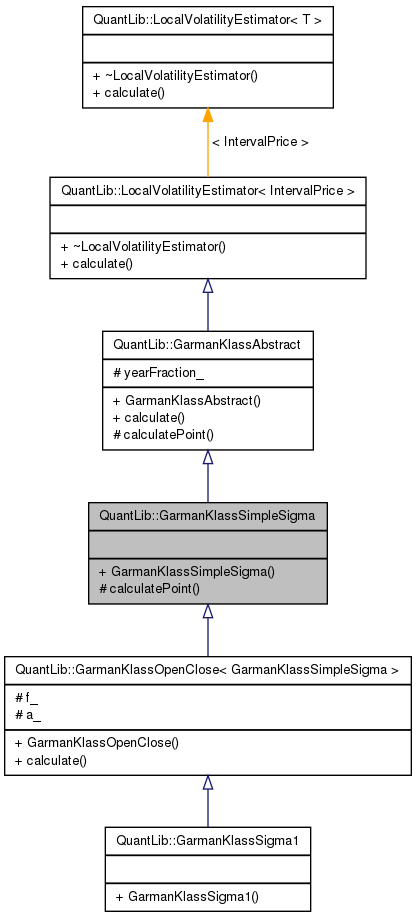 QuantLib::LocalVolatilityEstimator< T >
+ ~LocalVolatilityEstimator()
+ calculate()
< IntervalPrice >
QuantLib::LocalVolatilityEstimator< IntervalPrice >
+ ~LocalVolatilityEstimator()
+ calculate()
QuantLib::GarmanKlassAbstract
# yearFraction_
+ GarmanKlassAbstract()
+ calculate()
# calculatePoint()
QuantLib::GarmanKlassSimpleSigma
+ GarmanKlassSimpleSigma()
# calculatePoint()
QuantLib::GarmanKlassOpenClose< GarmanKlassSimpleSigma >
# f_
# a_
+ GarmanKlassOpenClose()
+ calculate()
QuantLib::GarmanKlassSigma1
+ GarmanKlassSigma1()